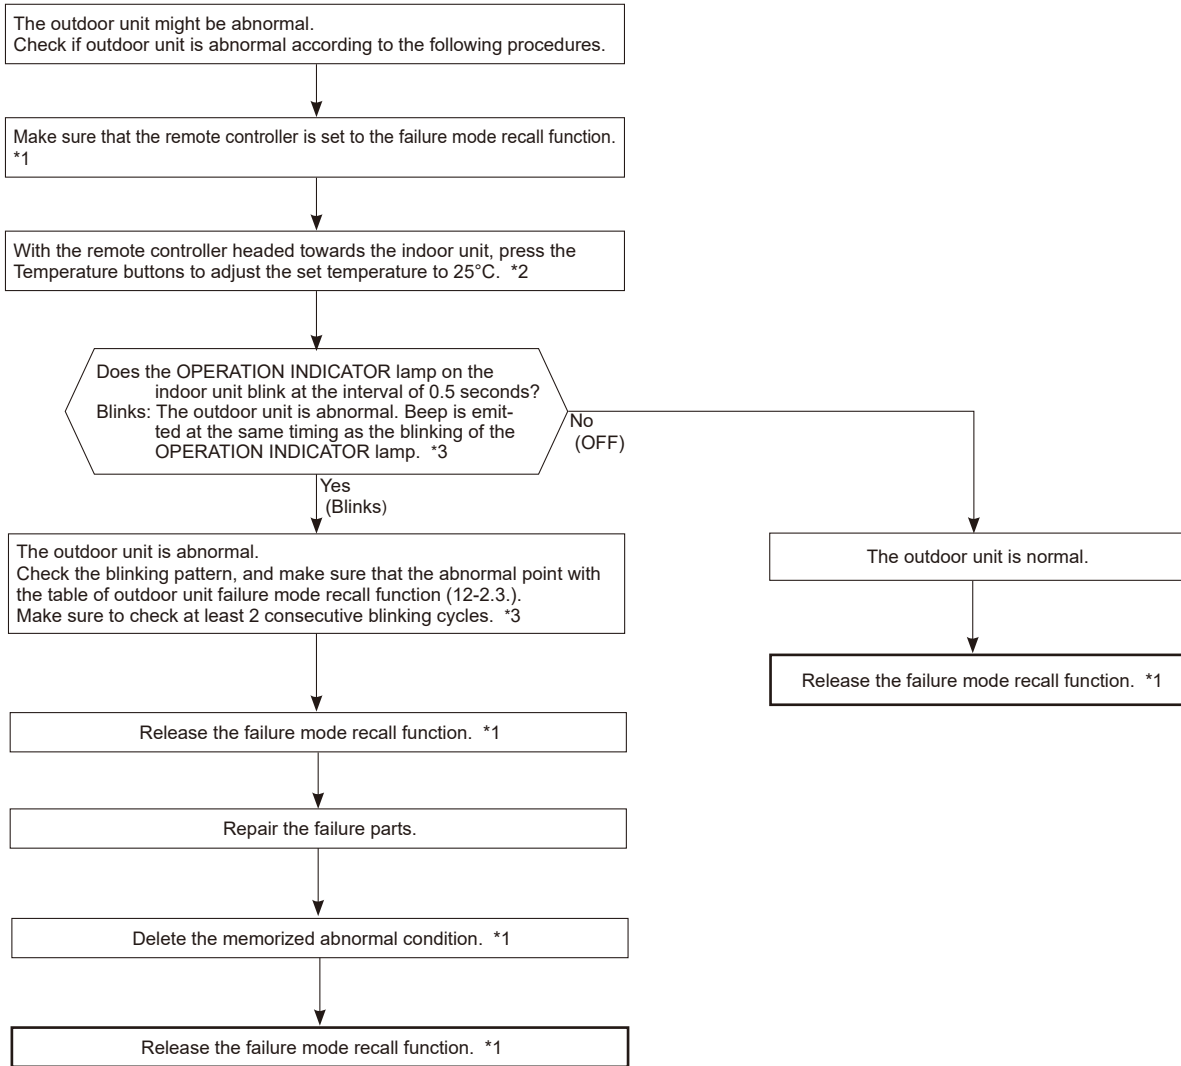 The outdoor unit might be abnormal.
Check if outdoor unit is abnormal according to the following procedures.
Make sure that the remote controller is set to the failure mode recall function.
*1
With the remote controller headed towards the indoor unit, press the
Temperature buttons to adjust the set temperature to 25°C. *2
Does the OPERATION INDICATOR lamp on the
indoor unit blink at the interval of 0.5 seconds?
Blinks: The outdoor unit is abnormal. Beep is emit-
ted at the same timing as the blinking of the
OPERATION INDICATOR lamp. *3
No
(OFF)
Yes
(Blinks)
The outdoor unit is abnormal.
Check the blinking pattern, and make sure that the abnormal point with
the table of outdoor unit failure mode recall function (12-2.3.).
Make sure to check at least 2 consecutive blinking cycles. *3
The outdoor unit is normal.
Release the failure mode recall function. *1
Release the failure mode recall function. *1
Repair the failure parts.
Delete the memorized abnormal condition. *1
Release the failure mode recall function. *1